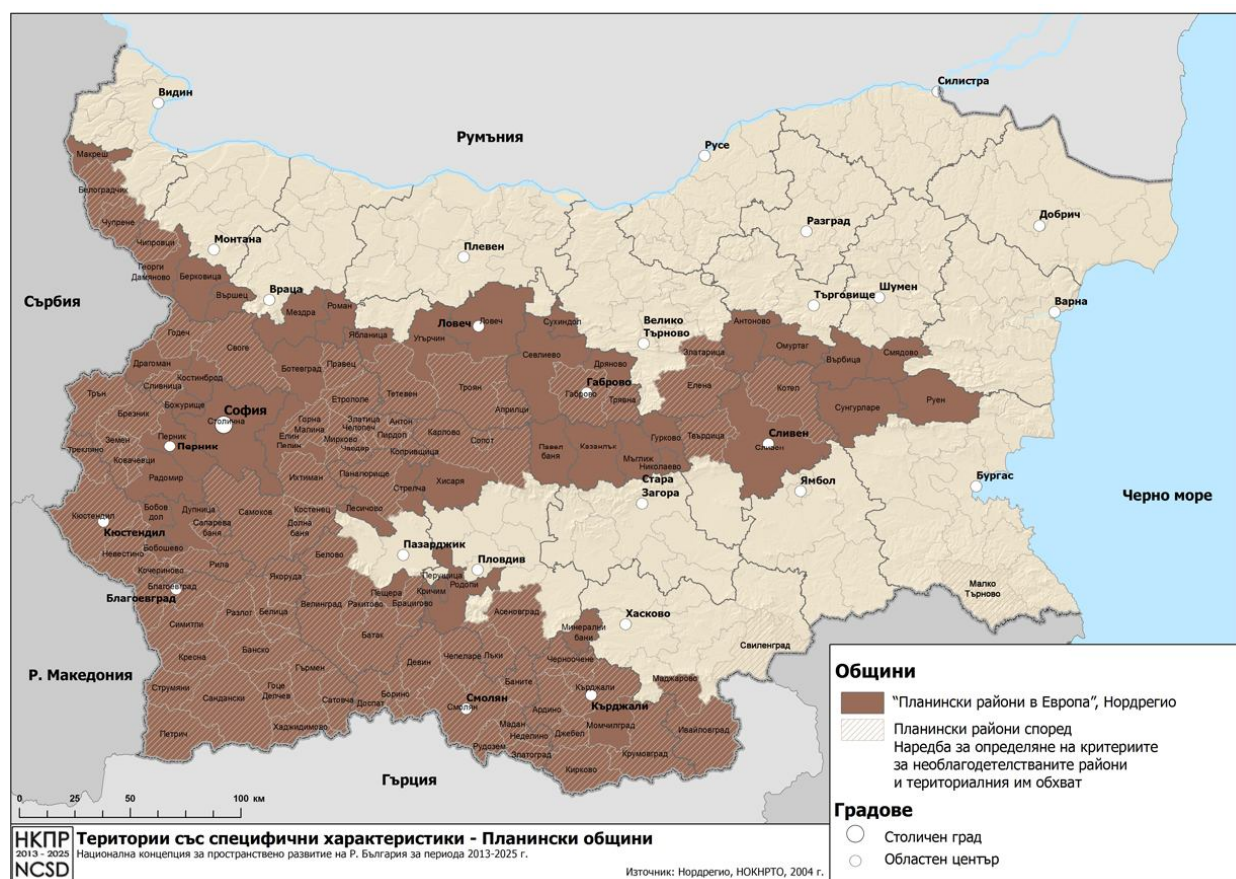 Видин
Силистра
Румъния
Русе
Макреш
Белоградчик
Чупрене
Разград
Добрич
Чипровци
Монтана
Плевен
Георги
Дамяново
Берковица
Сърбия
Вършец
Враца
Роман
Мездра
Търговище
Шумен
Варна
Ловеч
Ловеч
Сухиндол
Велико
Търново
Антоново
Ябланица
Угърчин
Омуртаг
Смядово
Годеч
Своге
Севлиево
Дряново
Златарица
Върбица
Драгоман
Костинброд
Ботевград
Правец
Тетевен
Троян
Габрово
Габрово
Трявна
Елена
Котел
Руен
Сливница
Трън
Божурище
Етрополе
Априлци
Сунгурларе
София
Столична
Брезник
Горна
Малина
Златица
Челопеч
Антон
Мирково
Пирдоп
Чавдар
Карлово
Сопот
Земен
Перник
Перник
Елин
Пелин
Копривщица
Павел
баня
Казанлък
Гурково
Мъглиж
Николаево
Твърдица
Сливен
Сливен
Трекляно
Ковачевци
Радомир
Ихтиман
Панагюрище
Стрелча
Хисаря
Стара
Загора
Ямбол
Бургас
Черно море
Кюстендил
Кюстендил
Бобов
дол
Дупница
Сапарева
баня
Самоков
Костенец
Долна
баня
Лесичово
Невестино
Бобошево
Белово
Пазарджик
Пловдив
Кочериново
Рила
Благоевград
Благоевград
Якоруда
Перущица
Родопи
Пещера
Кричим
Велинград
Ракитово
Брацигово
Асеновград
Хасково
Малко
Търново
Симитли
Разлог
Белица
Минерални
бани
Батак
Свиленград
Кресна
Банско
Гърмен
Девин
Чепеларе
Лъки
Черноочене
Р. Македония
Струмяни
Сандански
Гоце
Делчев
Сатовча
Доспат
Борино
Смолян
Смолян
Баните
Кърджали
Кърджали
Маджарово
Ардино
Петрич
Хаджидимово
Мадан
Неделино
Джебел
Момчилград
Ивайловград
Рудозем
Златоград
Крумовград
Кирково
Гърция
Общини
“Планински райони в Европа”, Нордрегио
Планински райони според
Наредба за определяне на критериите
за необлагодетелстваните райони
и териториалния им обхват
Градове
Столичен град
Областен център
0 25 50 100 км
НКПР
2013 - 2025
NCSD
Територии със специфични характеристики - Планински общини
Национална концепция за пространствено развитие на Р. България за периода 2013-2025 г.
Източник: Нордрегио, НОКНРТО, 2004 г.